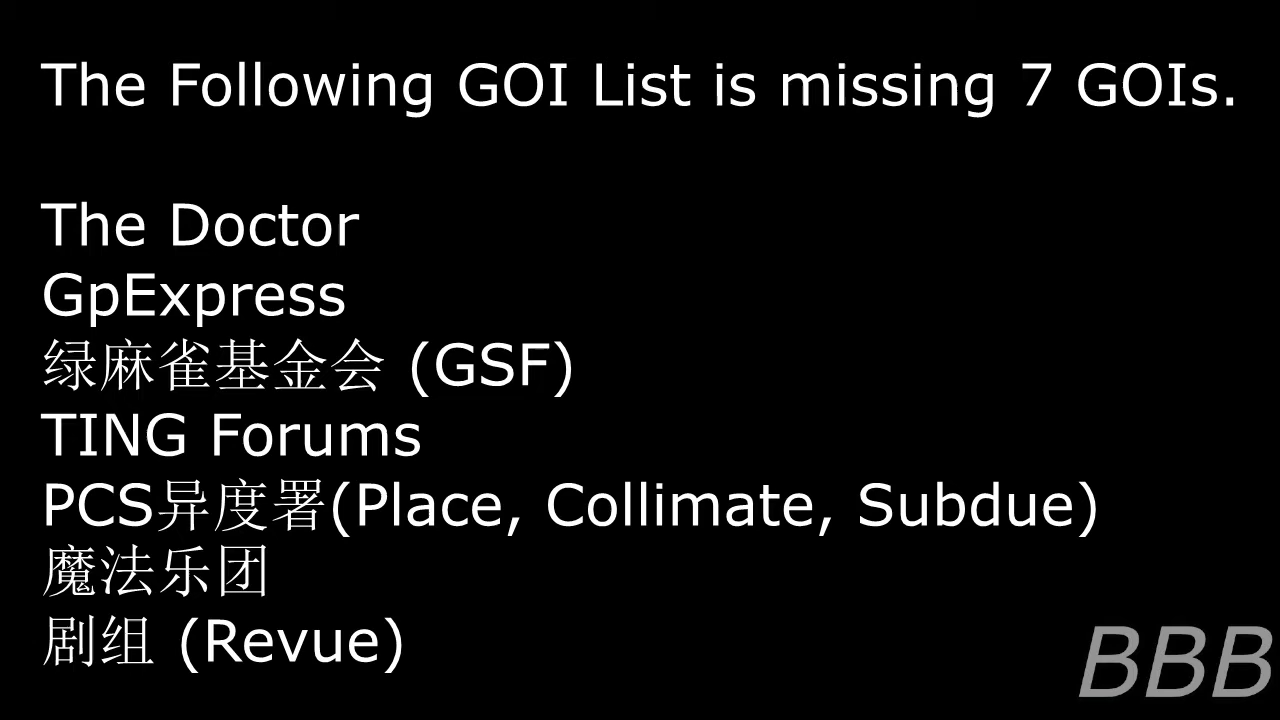 The Following GOI List is missing 7 GOIs.
The Doctor
GpExpress
绿麻雀基金会 (GSF)
TING Forums
PCS异度署(Place, Collimate, Subdue)
魔法乐团
剧组 (Revue)
BBB